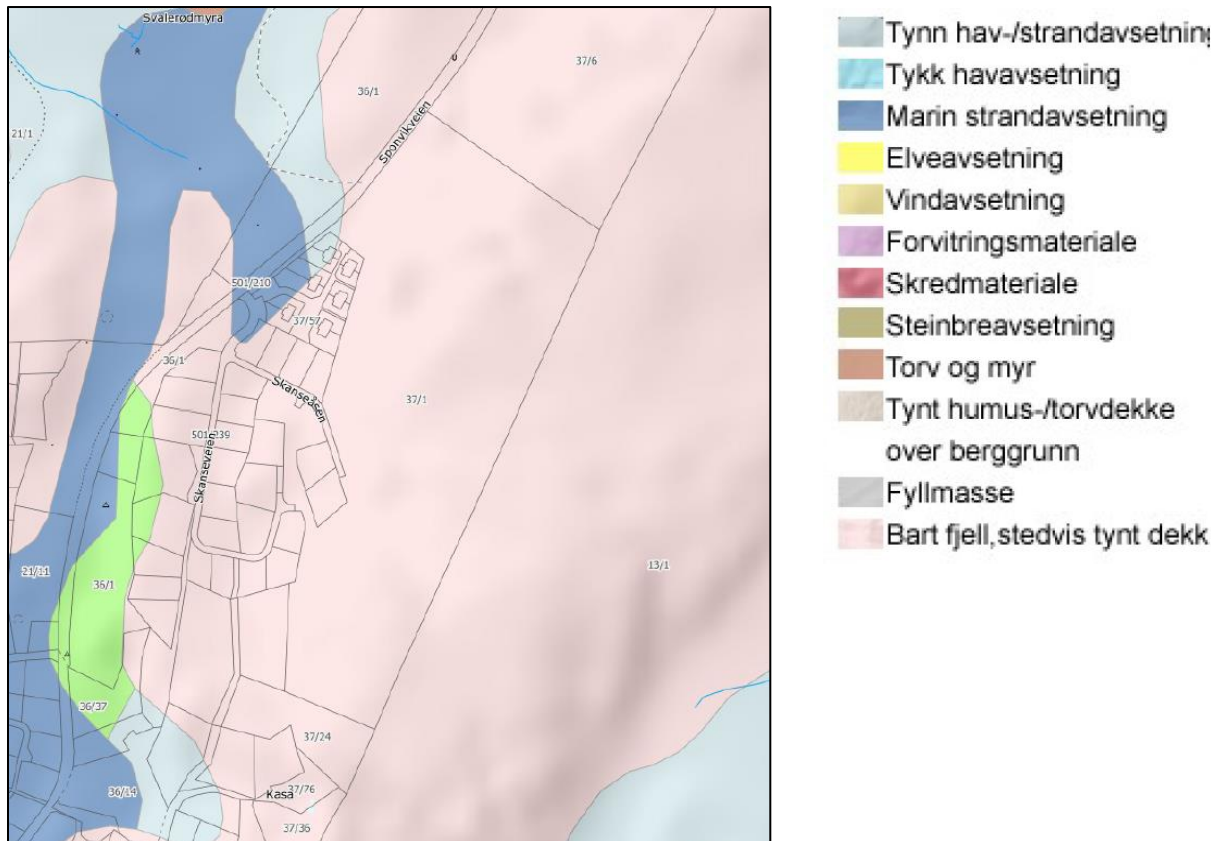 Svalerødmyra
37/6
36/1
21/1
Sponvikveien
501/210
37/57
36/1
Skanseåsen
37/1
501/239
Skanseveien
21/11
36/1
13/1
36/37
37/24
36/14
Kasa
37/76
37/36
Tynn hav-/strandavsetning
Tykk havavsetning
Marin strandavsetning
Elveavsetning
Vindavsetning
Forvitringsmateriale
Skredmateriale
Steinbreavsetning
Torv og myr
Tynt humus-/torvdekke
over berggrunn
Fyllmasse
Bart fjell,stedvis tynt dekk